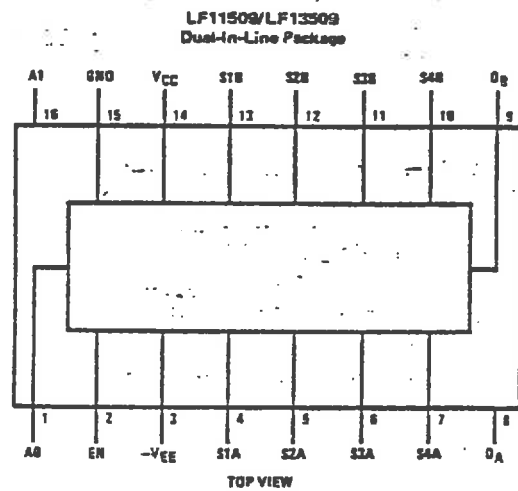 LF11509/LF13509
Dual-In-Line Package
A1 GND VCC S1B S2B S3B S4B DB
16 15 14 13 12 11 10 9
1 2 3 4 5 6 7 8
A0 EN -VEE S1A S2A S3A S4A DA
TOP VIEW